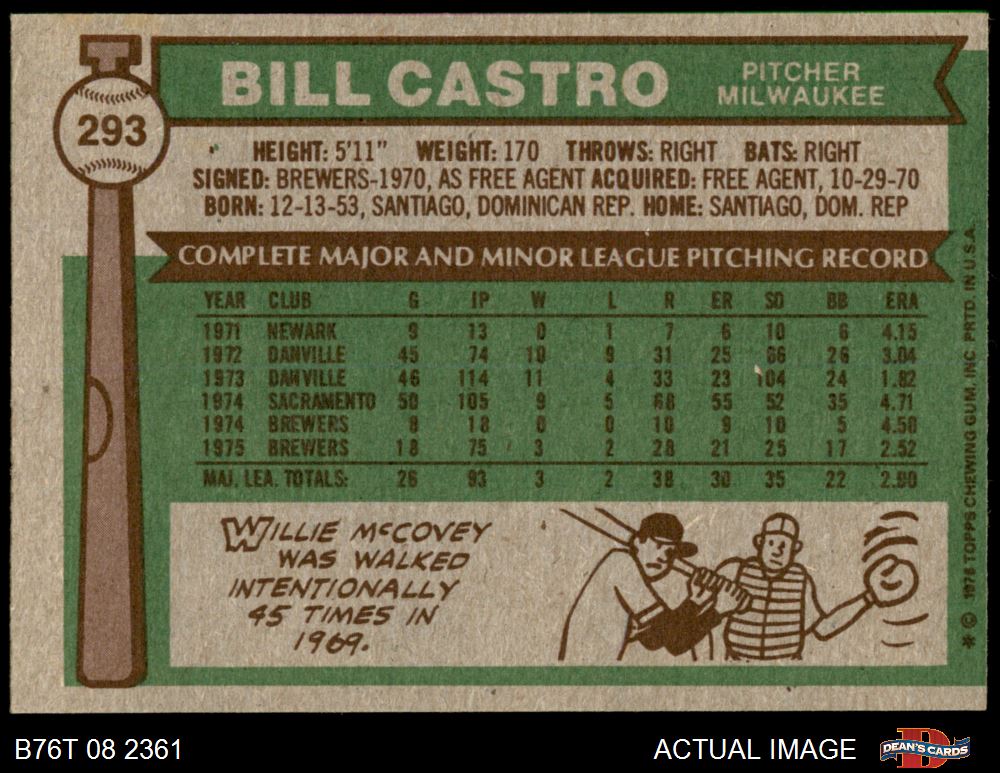 293
BILL CASTRO
PITCHER
MILWAUKEE
HEIGHT: 5'11" WEIGHT: 170 THROWS: RIGHT BATS: RIGHT
SIGNED: BREWERS-1970, AS FREE AGENT ACQUIRED: FREE AGENT, 10-29-70
BORN: 12-13-53, SANTIAGO, DOMINICAN REP. HOME: SANTIAGO, DOM. REP
COMPLETE MAJOR AND MINOR LEAGUE PITCHING RECORD
YEAR CLUB G IP W L R ER SO BB ERA
1971 NEWARK 9 13 0 1 7 6 10 6 4.15
1972 DANVILLE 45 74 10 9 31 25 66 26 3.04
1973 DANVILLE 46 114 11 4 33 23 104 24 1.82
1974 SACRAMENTO 50 105 9 5 68 55 52 35 4.71
1974 BREWERS 8 18 0 0 10 9 10 5 4.50
1975 BREWERS 18 75 3 2 28 21 25 17 2.52
MAJ. LEA. TOTALS: 26 93 3 2 38 30 35 22 2.90
WILLIE McCOVEY
WAS WALKED
INTENTIONALLY
45 TIMES IN
1969.
* © 1976 TOPPS CHEWING GUM, INC. PRTD. IN U.S.A.
B76T 08 2361
ACTUAL IMAGE
D
DEAN'S CARDS